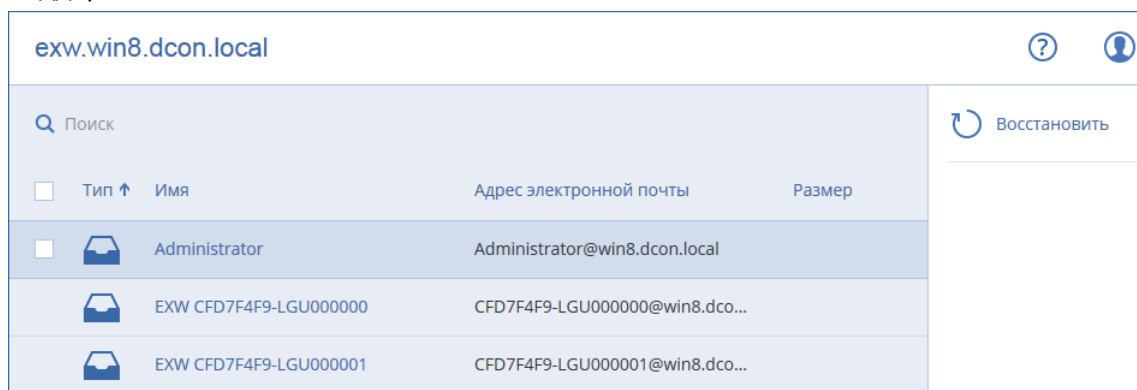 exw.win8.dcon.local
Поиск
Восстановить
Тип Имя Адрес электронной почты Размер
Administrator Administrator@win8.dcon.local
EXW CFD7F4F9-LGU000000 CFD7F4F9-LGU000000@win8.dco...
EXW CFD7F4F9-LGU000001 CFD7F4F9-LGU000001@win8.dco...